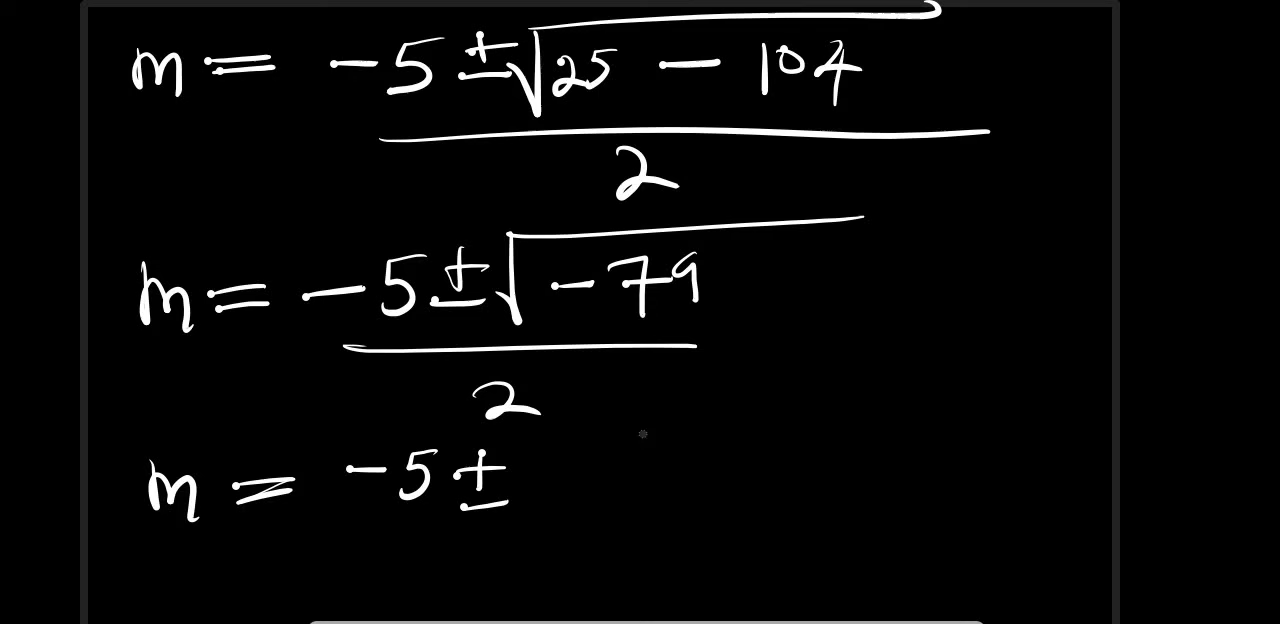 m = -5 ± √25 - 104
2
m = -5 ± √-79
2
m = -5 ±